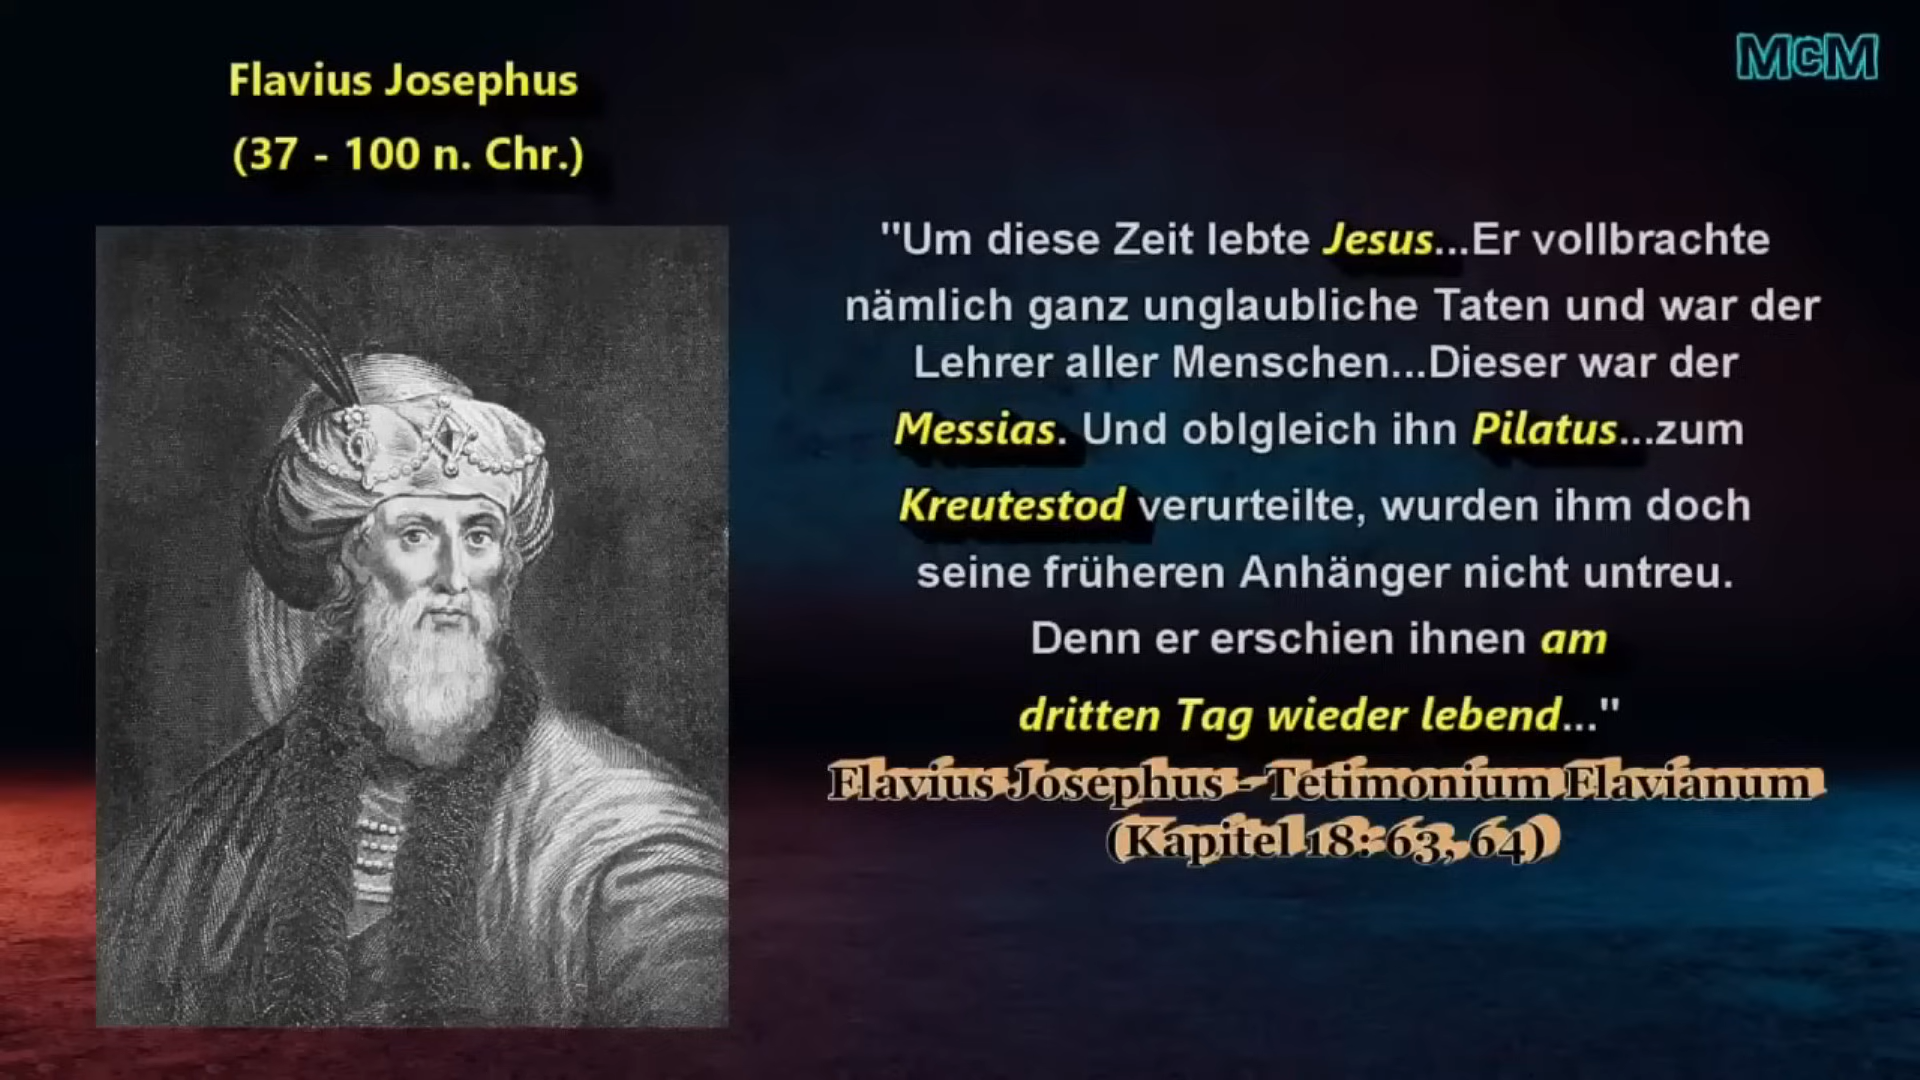 Flavius Josephus
(37 - 100 n. Chr.)
McM
"Um diese Zeit lebte Jesus...Er vollbrachte
nämlich ganz unglaubliche Taten und war der
Lehrer aller Menschen...Dieser war der
Messias. Und oblgleich ihn Pilatus...zum
Kreutestod verurteilte, wurden ihm doch
seine früheren Anhänger nicht untreu.
Denn er erschien ihnen am
dritten Tag wieder lebend..."
Flavius Josephus - Tetimonium Flavianum
(Kapitel 18: 63, 64)